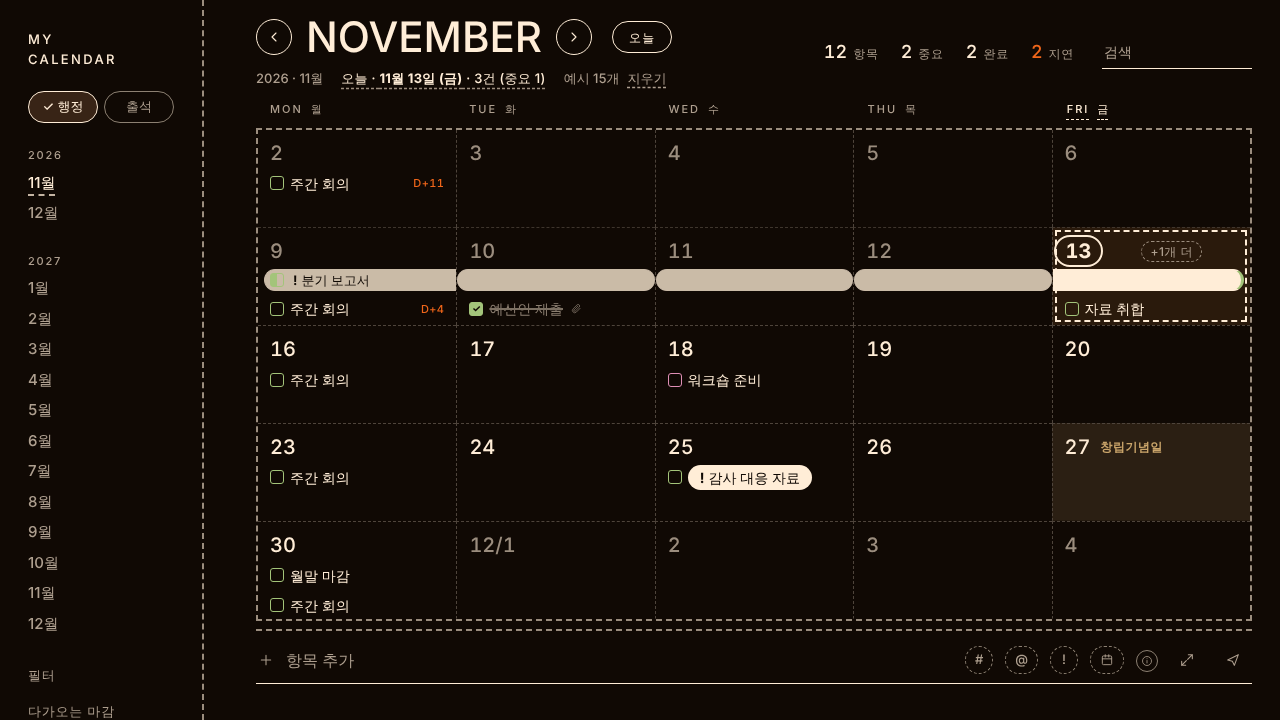 MY
CALENDAR
행정 출석
2026
11월
12월
2027
1월
2월
3월
4월
5월
6월
7월
8월
9월
10월
11월
12월
필터
다가오는 마감
NOVEMBER 오늘
2026 · 11월 오늘 · 11월 13일 (금) · 3건 (중요 1) 예시 15개 지우기
12 항목 2 중요 2 완료 2 지연 검색
MON 월 TUE 화 WED 수 THU 목 FRI 금
2 3 4 5 6
주간 회의 D+11
9 10 11 12 13 +1개 더
! 분기 보고서
주간 회의 D+4 예산안 제출 자료 취합
16 17 18 19 20
주간 회의 워크숍 준비
23 24 25 26 27 창립기념일
주간 회의 ! 감사 대응 자료
30 12/1 2 3 4
월말 마감
주간 회의
+ 항목 추가 # @ !